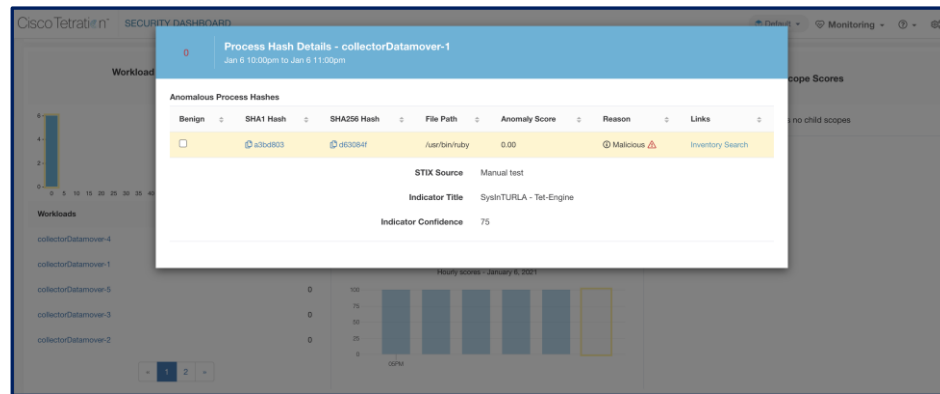 Cisco Tetration™ SECURITY DASHBOARD Default Monitoring ?
0 Process Hash Details - collectorDatamover-1
Jan 6 10:00pm to Jan 6 11:00pm
Anomalous Process Hashes
Benign SHA1 Hash SHA256 Hash File Path Anomaly Score Reason Links
a3bd803 d63084f /usr/bin/ruby 0.00 Malicious Inventory Search
STIX Source Manual test
Indicator Title SysInTURLA - Tet-Engine
Indicator Confidence 75
Workload
6
4
2
0
0 5 10 15 20 25 30 35 40
Workloads
collectorDatamover-4
collectorDatamover-1
collectorDatamover-5 0
collectorDatamover-3 0
collectorDatamover-2 0
« 1 2 »
Hourly scores - January 6, 2021
100
75
50
25
0
cope Scores
no child scopes